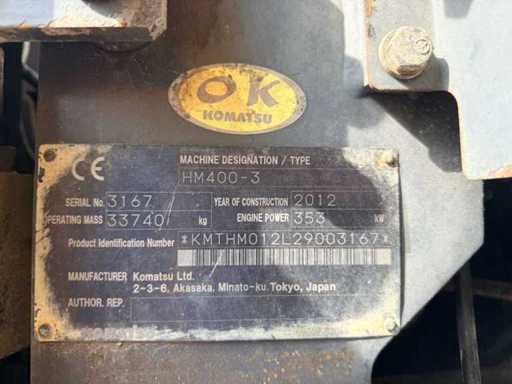 OK
KOMATSU
CE
MACHINE DESIGNATION / TYPE
HM400-3
SERIAL No. 3167 YEAR OF CONSTRUCTION 2012
OPERATING MASS 33740 kg ENGINE POWER 353 kW
Product Identification Number *KMTHM012L29003167*
MANUFACTURER Komatsu Ltd.
2-3-6, Akasaka, Minato-ku, Tokyo, Japan
AUTHOR. REP.